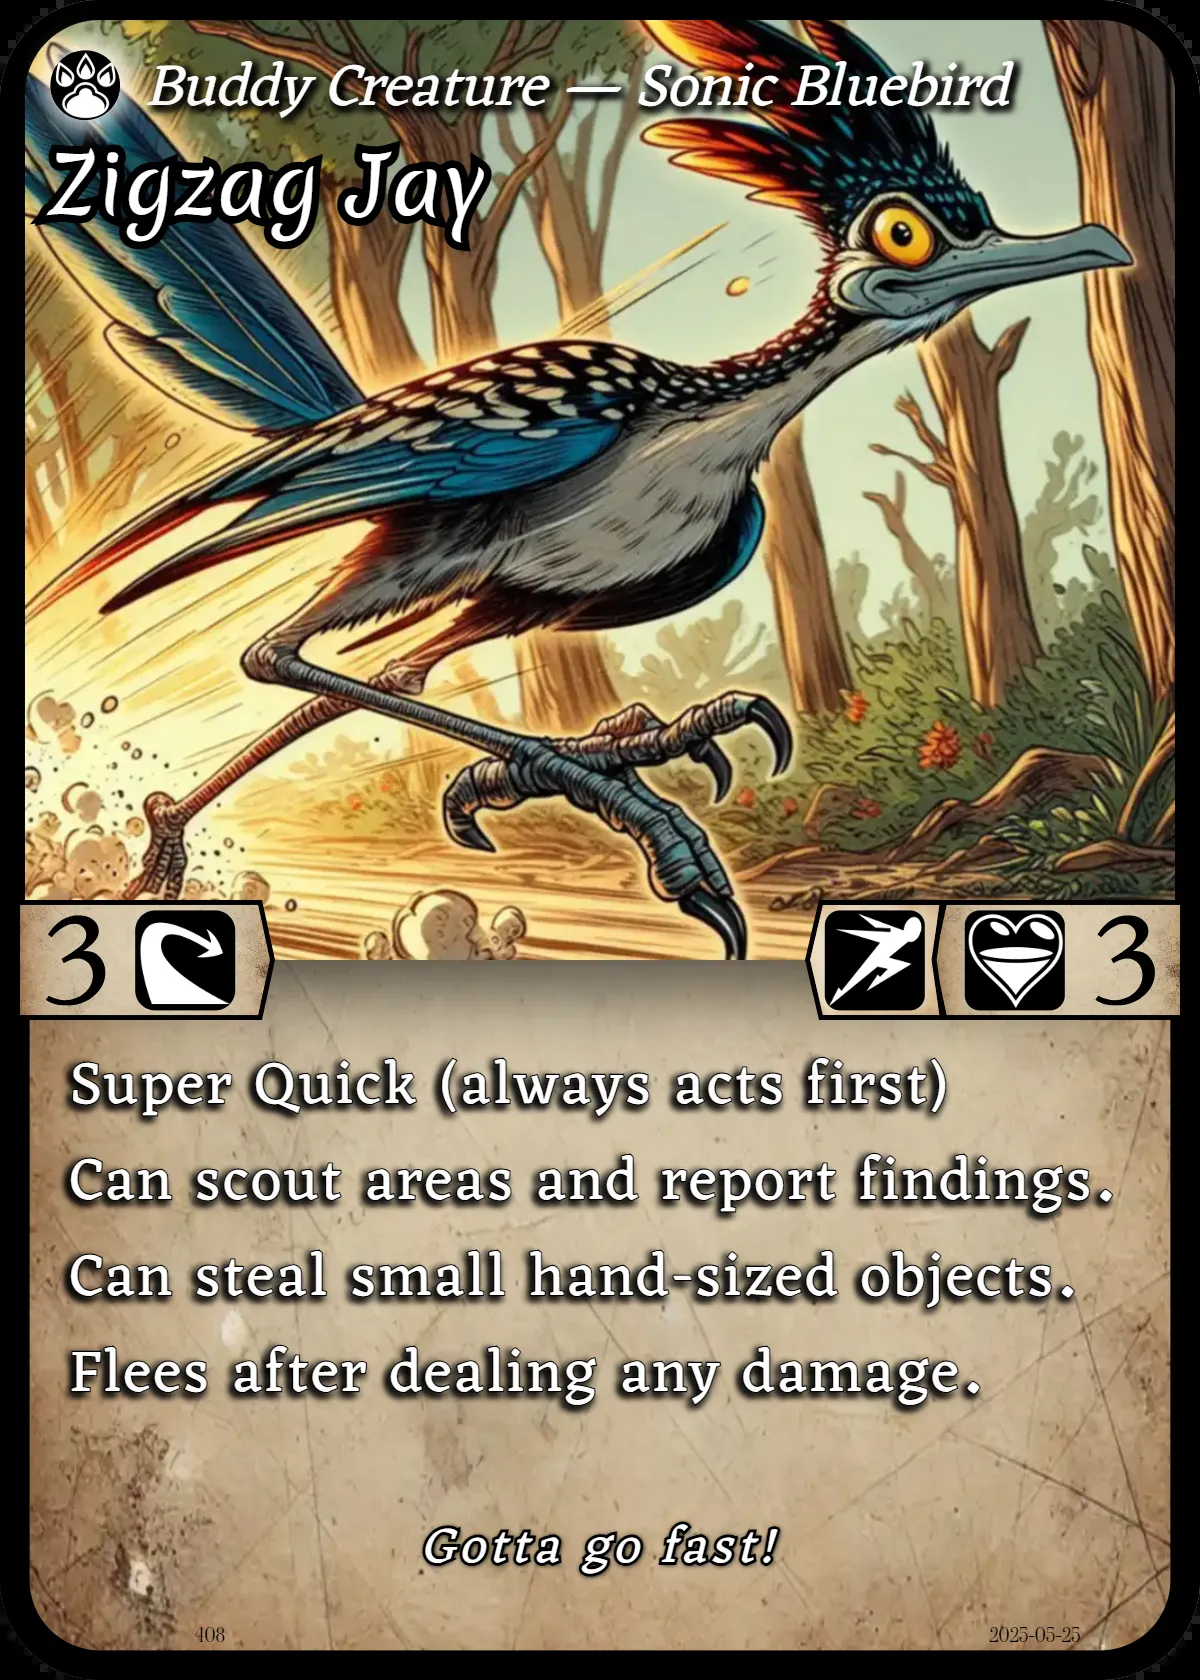 Buddy Creature — Sonic Bluebird
Zigzag Jay
3
3
Super Quick (always acts first)
Can scout areas and report findings.
Can steal small hand-sized objects.
Flees after dealing any damage.
Gotta go fast!
408
2025-05-25